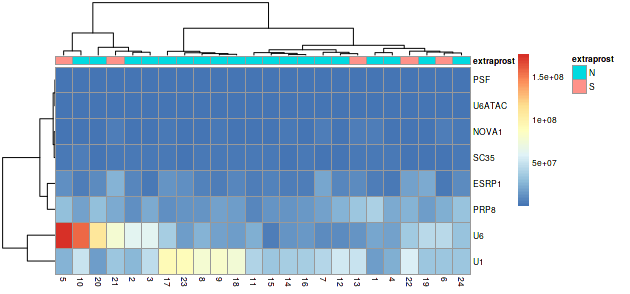 extraprost
extraprost
N
S
1.5e+08
1e+08
5e+07
PSF
U6ATAC
NOVA1
SC35
ESRP1
PRP8
U6
U1
5 10 20 21 2 3 17 23 8 9 18 11 15 14 16 7 12 13 1 4 22 19 6 24